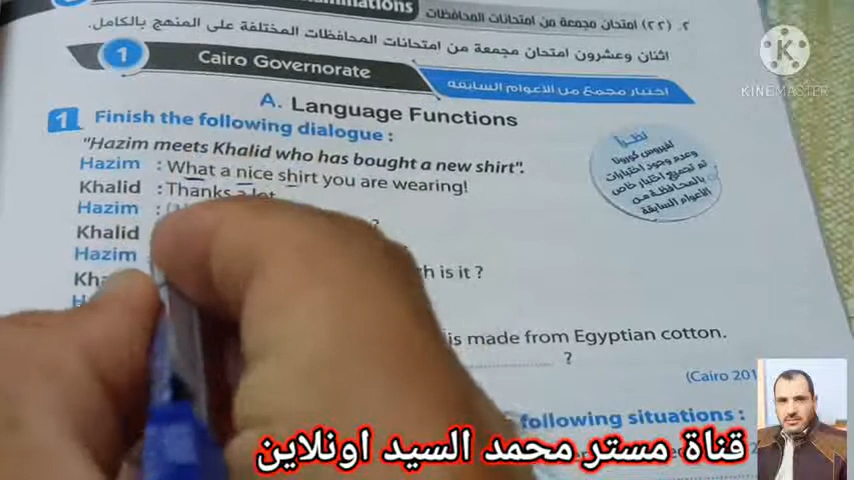 Examinations
٢. (٢٢) امتحان مجمعة من امتحانات المحافظات
اثنان وعشرون امتحان مجمعة من امتحانات المحافظات المختلفة على المنهج بالكامل.
1 Cairo Governorate اختبار مجمع من الأعوام السابقة
A. Language Functions
1 Finish the following dialogue :
"Hazim meets Khalid who has bought a new shirt".
Hazim : What a nice shirt you are wearing!
Khalid : Thanks a lot.
Hazim : ?
Khalid
Hazim is it ?
is made from Egyptian cotton.
?
(Cairo 201
following situations :
نظرًا
لفيروس كورونا
وعدم وجود اختبارات
تم تجميع اختبار خاص
بالمحافظة من
الأعوام السابقة
K
KINEMASTER
قناة مستر محمد السيد اونلاين